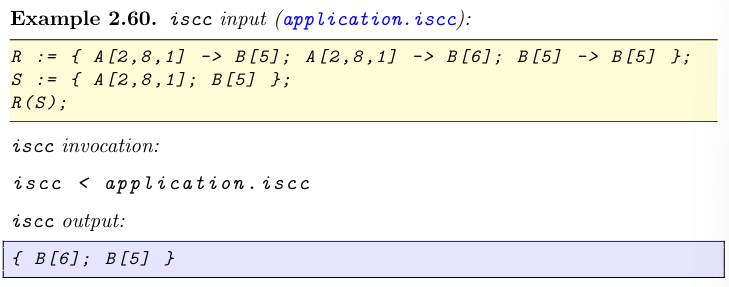 Example 2.60. iscc input (application.iscc):
R := { A[2,8,1] -> B[5]; A[2,8,1] -> B[6]; B[5] -> B[5] };
S := { A[2,8,1]; B[5] };
R(S);
iscc invocation:
iscc < application.iscc
iscc output:
{ B[6]; B[5] }